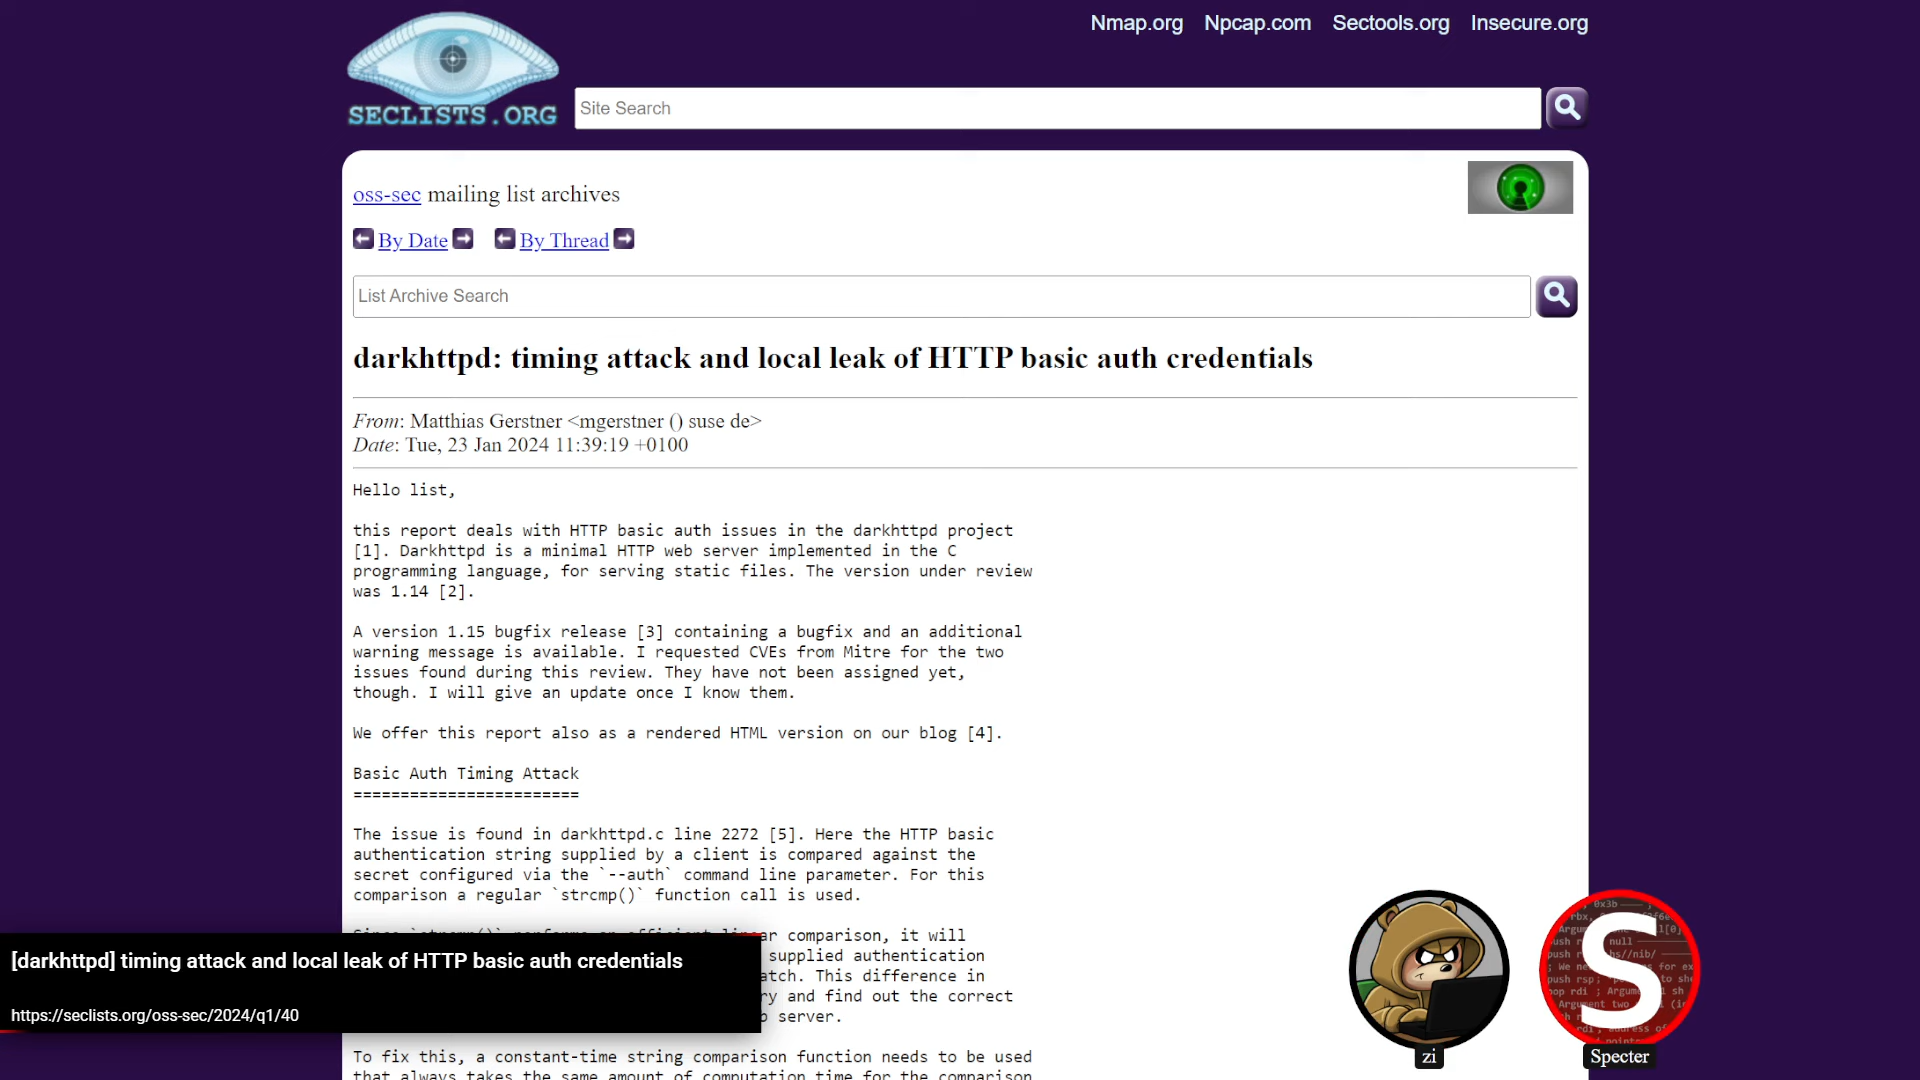 Nmap.org Npcap.com Sectools.org Insecure.org
SECLISTS.ORG
Site Search
oss-sec mailing list archives
By Date By Thread
List Archive Search
darkhttpd: timing attack and local leak of HTTP basic auth credentials
From: Matthias Gerstner <mgerstner () suse de>
Date: Tue, 23 Jan 2024 11:39:19 +0100
Hello list,
this report deals with HTTP basic auth issues in the darkhttpd project
[1]. Darkhttpd is a minimal HTTP web server implemented in the C
programming language, for serving static files. The version under review
was 1.14 [2].
A version 1.15 bugfix release [3] containing a bugfix and an additional
warning message is available. I requested CVEs from Mitre for the two
issues found during this review. They have not been assigned yet,
though. I will give an update once I know them.
We offer this report also as a rendered HTML version on our blog [4].
Basic Auth Timing Attack
========================
The issue is found in darkhttpd.c line 2272 [5]. Here the HTTP basic
authentication string supplied by a client is compared against the
secret configured via the `--auth` command line parameter. For this
comparison a regular `strcmp()` function call is used.
comparison, it will
supplied authentication
This difference in
and find out the correct
server.
To fix this, a constant-time string comparison function needs to be used
that always takes the same amount of computation time for the comparison
[darkhttpd] timing attack and local leak of HTTP basic auth credentials
https://seclists.org/oss-sec/2024/q1/40
zi
S
Specter